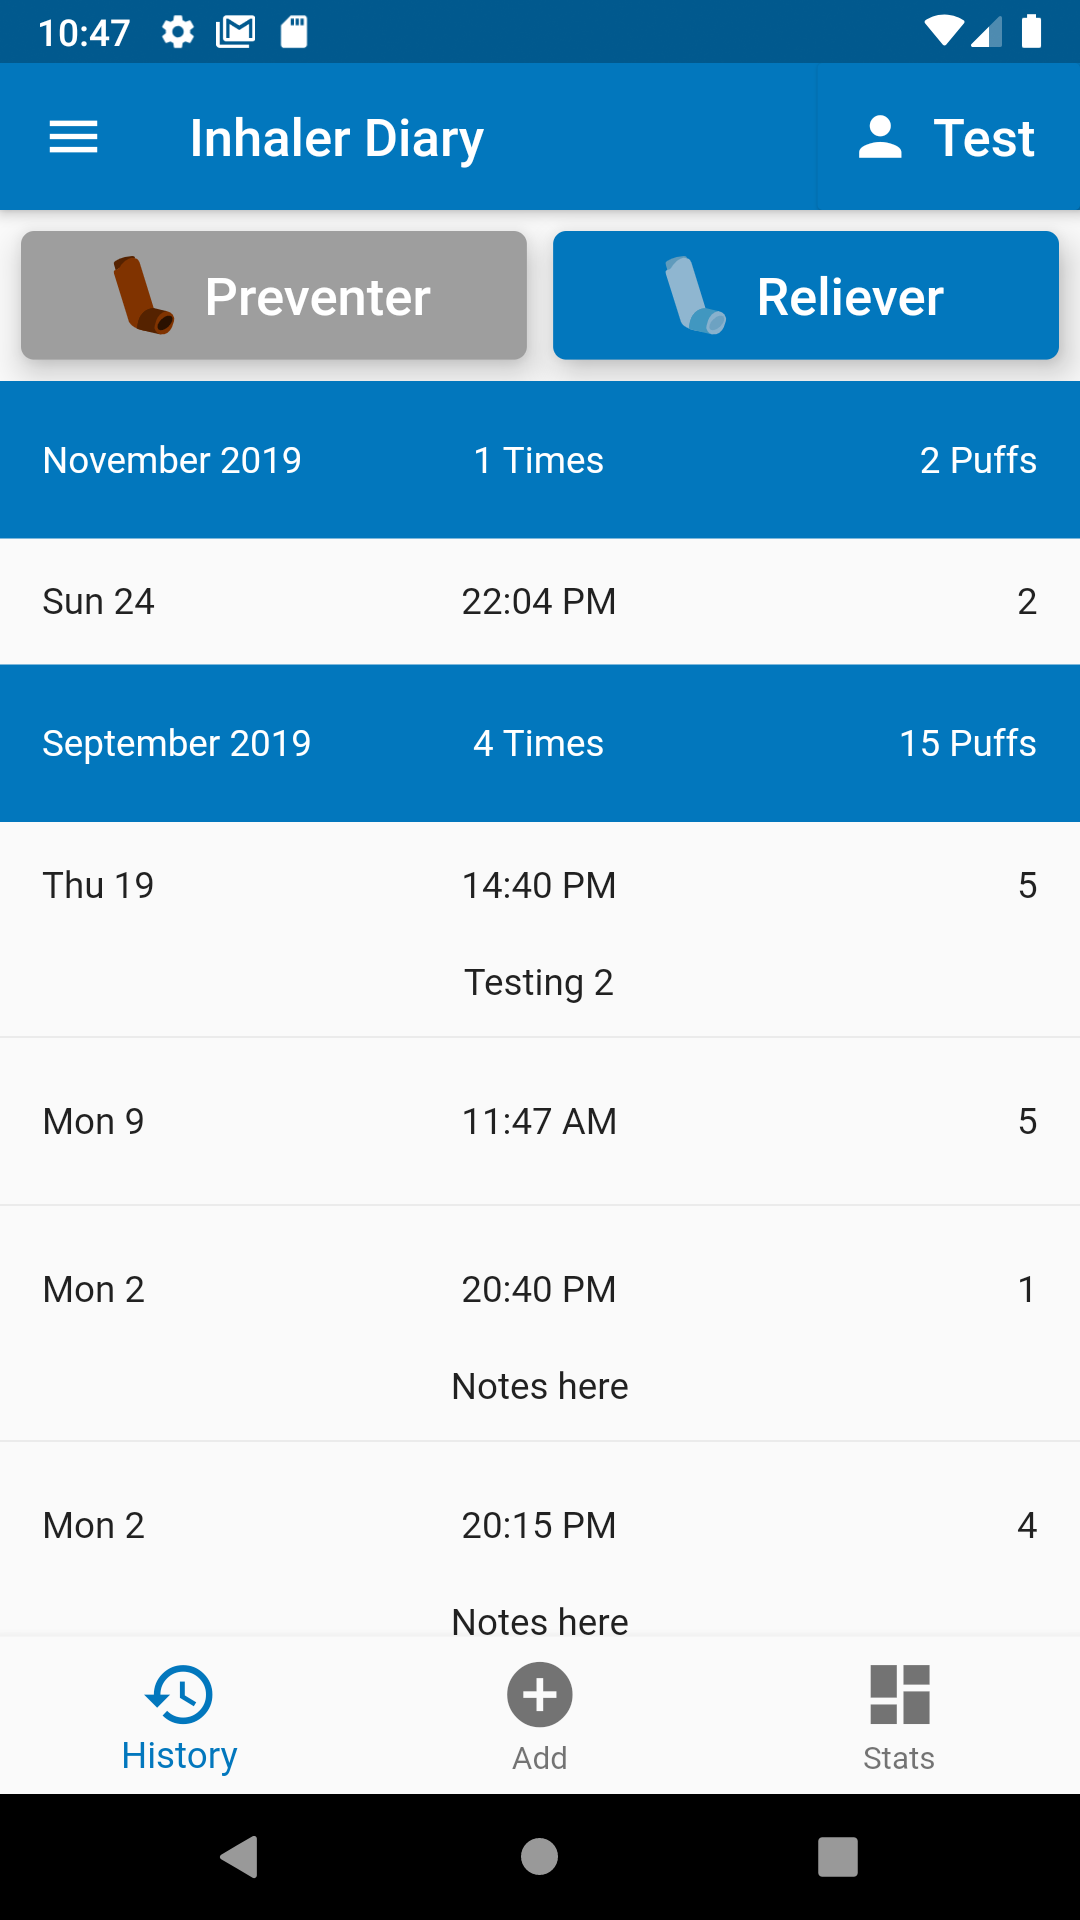 10:47
Inhaler Diary Test
Preventer Reliever
November 2019 1 Times 2 Puffs
Sun 24 22:04 PM 2
September 2019 4 Times 15 Puffs
Thu 19 14:40 PM 5
Testing 2
Mon 9 11:47 AM 5
Mon 2 20:40 PM 1
Notes here
Mon 2 20:15 PM 4
Notes here
History Add Stats